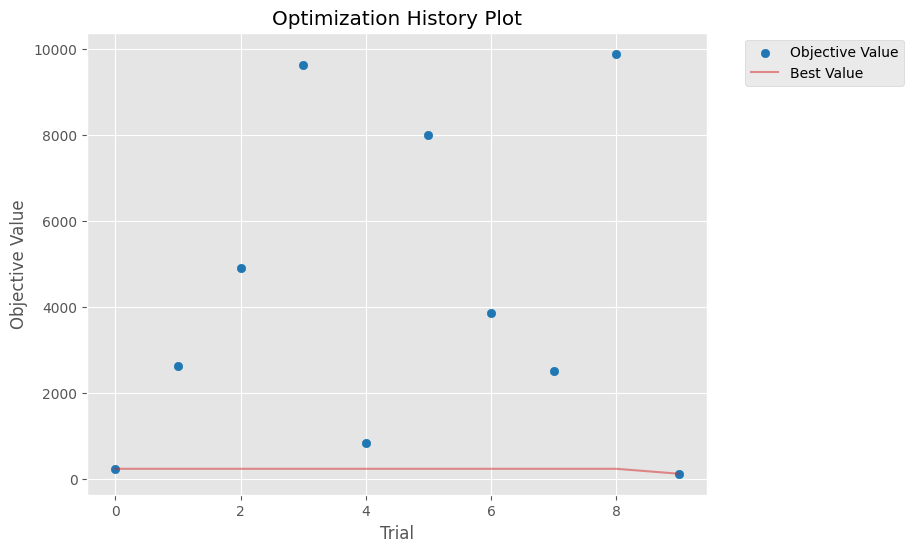 Optimization History Plot
10000
8000
6000
4000
2000
0
Objective Value
0 2 4 6 8
Trial
Objective Value
Best Value